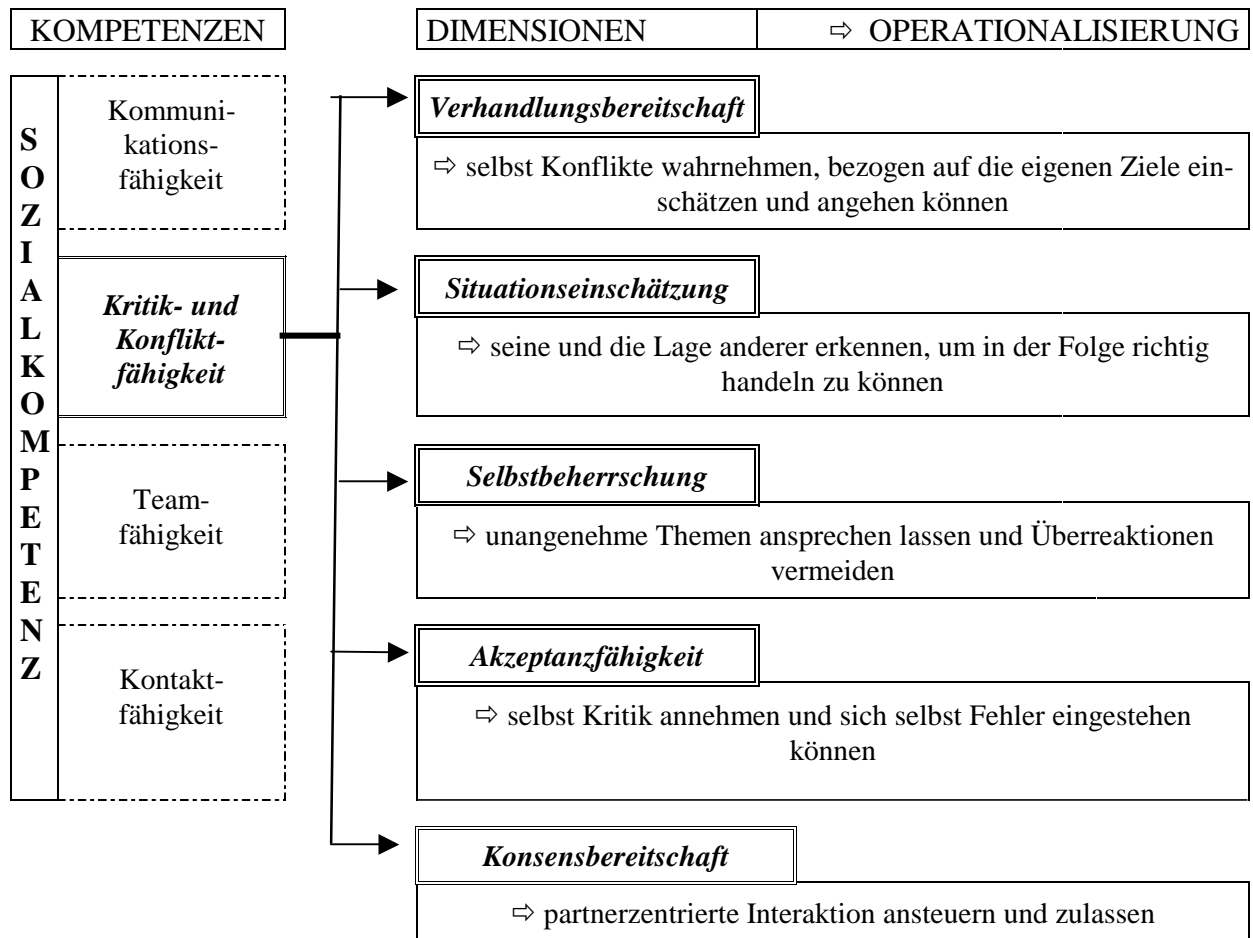 KOMPETENZEN
DIMENSIONEN
⇨ OPERATIONALISIERUNG
SOZIALKOMPETENZ
Kommuni-
kations-
fähigkeit
Kritik- und
Konflikt-
fähigkeit
Team-
fähigkeit
Kontakt-
fähigkeit
Verhandlungsbereitschaft
⇨ selbst Konflikte wahrnehmen, bezogen auf die eigenen Ziele ein-
schätzen und angehen können
Situationseinschätzung
⇨ seine und die Lage anderer erkennen, um in der Folge richtig
handeln zu können
Selbstbeherrschung
⇨ unangenehme Themen ansprechen lassen und Überreaktionen
vermeiden
Akzeptanzfähigkeit
⇨ selbst Kritik annehmen und sich selbst Fehler eingestehen
können
Konsensbereitschaft
⇨ partnerzentrierte Interaktion ansteuern und zulassen